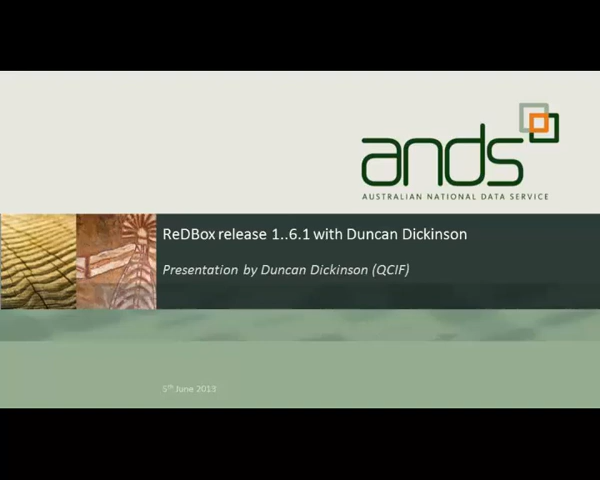 ands
AUSTRALIAN NATIONAL DATA SERVICE
ReDBox release 1..6.1 with Duncan Dickinson
Presentation by Duncan Dickinson (QCIF)
5th June 2013